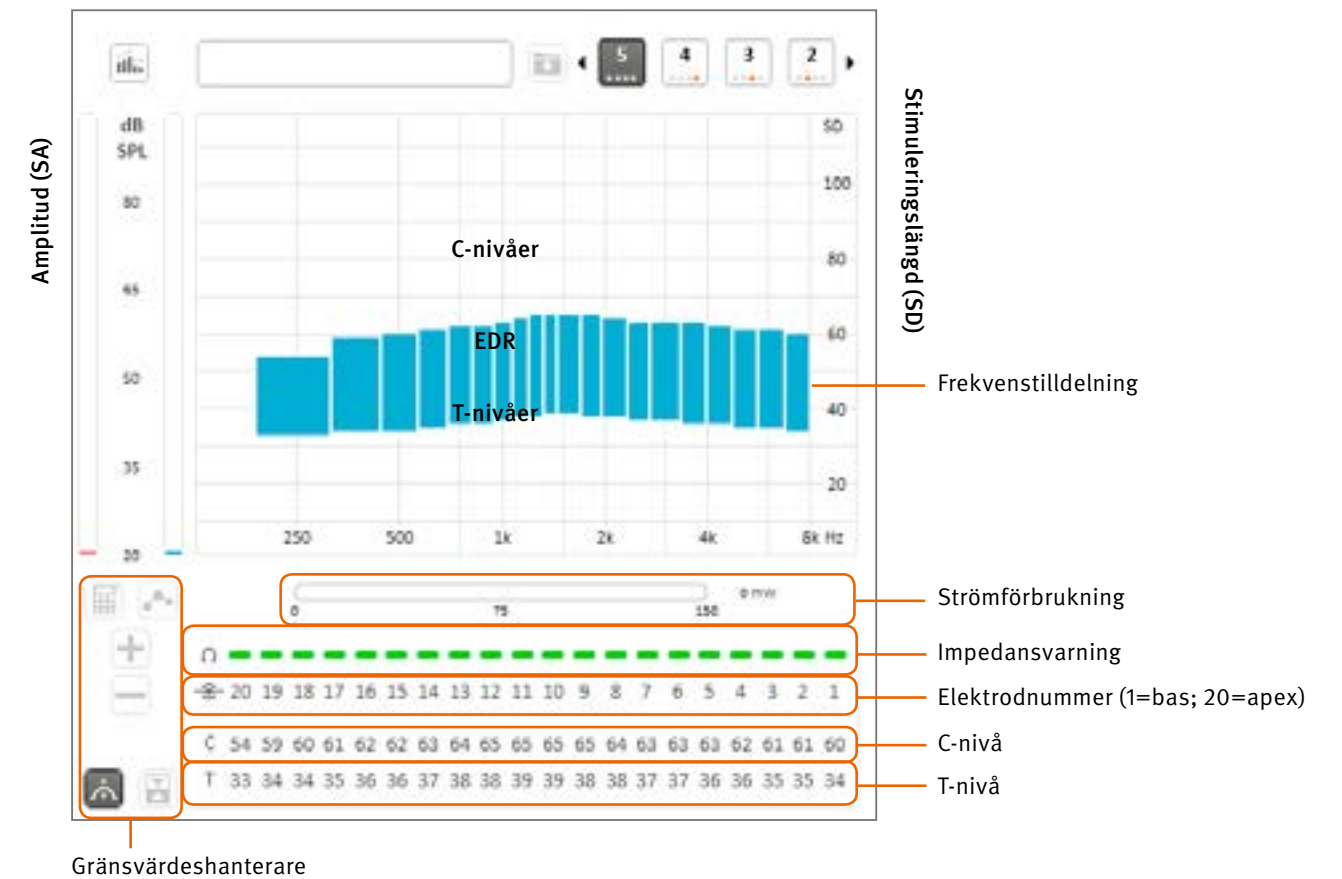 5 4 3 2
Amplitud (SA)
Stimuleringslängd (SD)
dB
SPL
SD
100
80
C-nivåer
80
65
60
EDR
50
Frekvenstilldelning
T-nivåer
40
35
20
250 500 1k 2k 4k 8k Hz
20
0 mW
0 75 150
Strömförbrukning
Impedansvarning
20 19 18 17 16 15 14 13 12 11 10 9 8 7 6 5 4 3 2 1
Elektrodnummer (1=bas; 20=apex)
C 54 59 60 61 62 62 63 64 65 65 65 65 64 63 63 63 62 61 61 60
C-nivå
T 33 34 34 35 36 36 37 38 38 39 39 38 38 37 37 36 36 35 35 34
T-nivå
Gränsvärdeshanterare